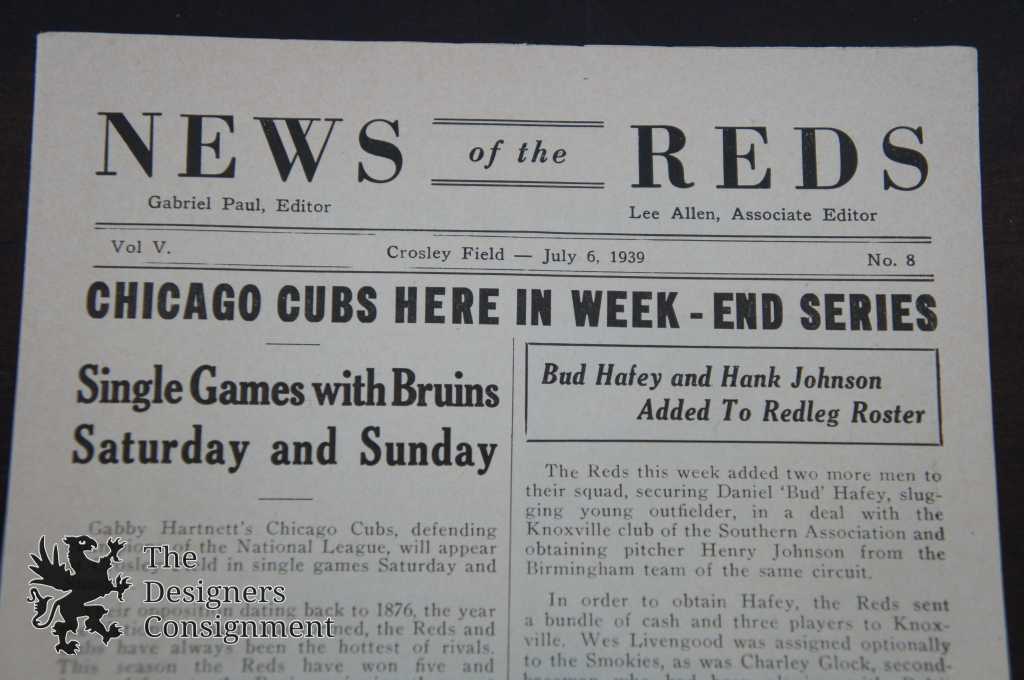 NEWS of the REDS
Gabriel Paul, Editor
Lee Allen, Associate Editor
Vol V.
Crosley Field — July 6, 1939
No. 8
CHICAGO CUBS HERE IN WEEK - END SERIES
Single Games with Bruins
Saturday and Sunday
Gabby Hartnett's Chicago Cubs, defending
of the National League, will appear
in single games Saturday and
opposition dating back to 1876, the year
the Reds and
have always been the hottest of rivals.
This season the Reds have won five and
Bud Hafey and Hank Johnson
Added To Redleg Roster
The Reds this week added two more men to
their squad, securing Daniel 'Bud' Hafey, slug-
ging young outfielder, in a deal with the
Knoxville club of the Southern Association and
obtaining pitcher Henry Johnson from the
Birmingham team of the same circuit.
In order to obtain Hafey, the Reds sent
a bundle of cash and three players to Knox-
ville. Wes Livengood was assigned optionally
to the Smokies, as was Charley Glock, second-
The
Designers
Consignment